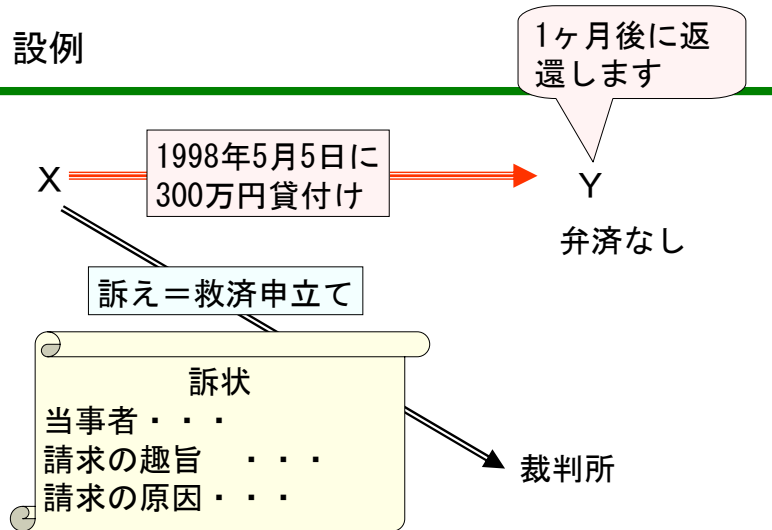 設例
1ヶ月後に返
還します
1998年5月5日に
300万円貸付け
X
Y
弁済なし
訴え＝救済申立て
訴状
当事者・・・
請求の趣旨　・・・
請求の原因・・・
裁判所